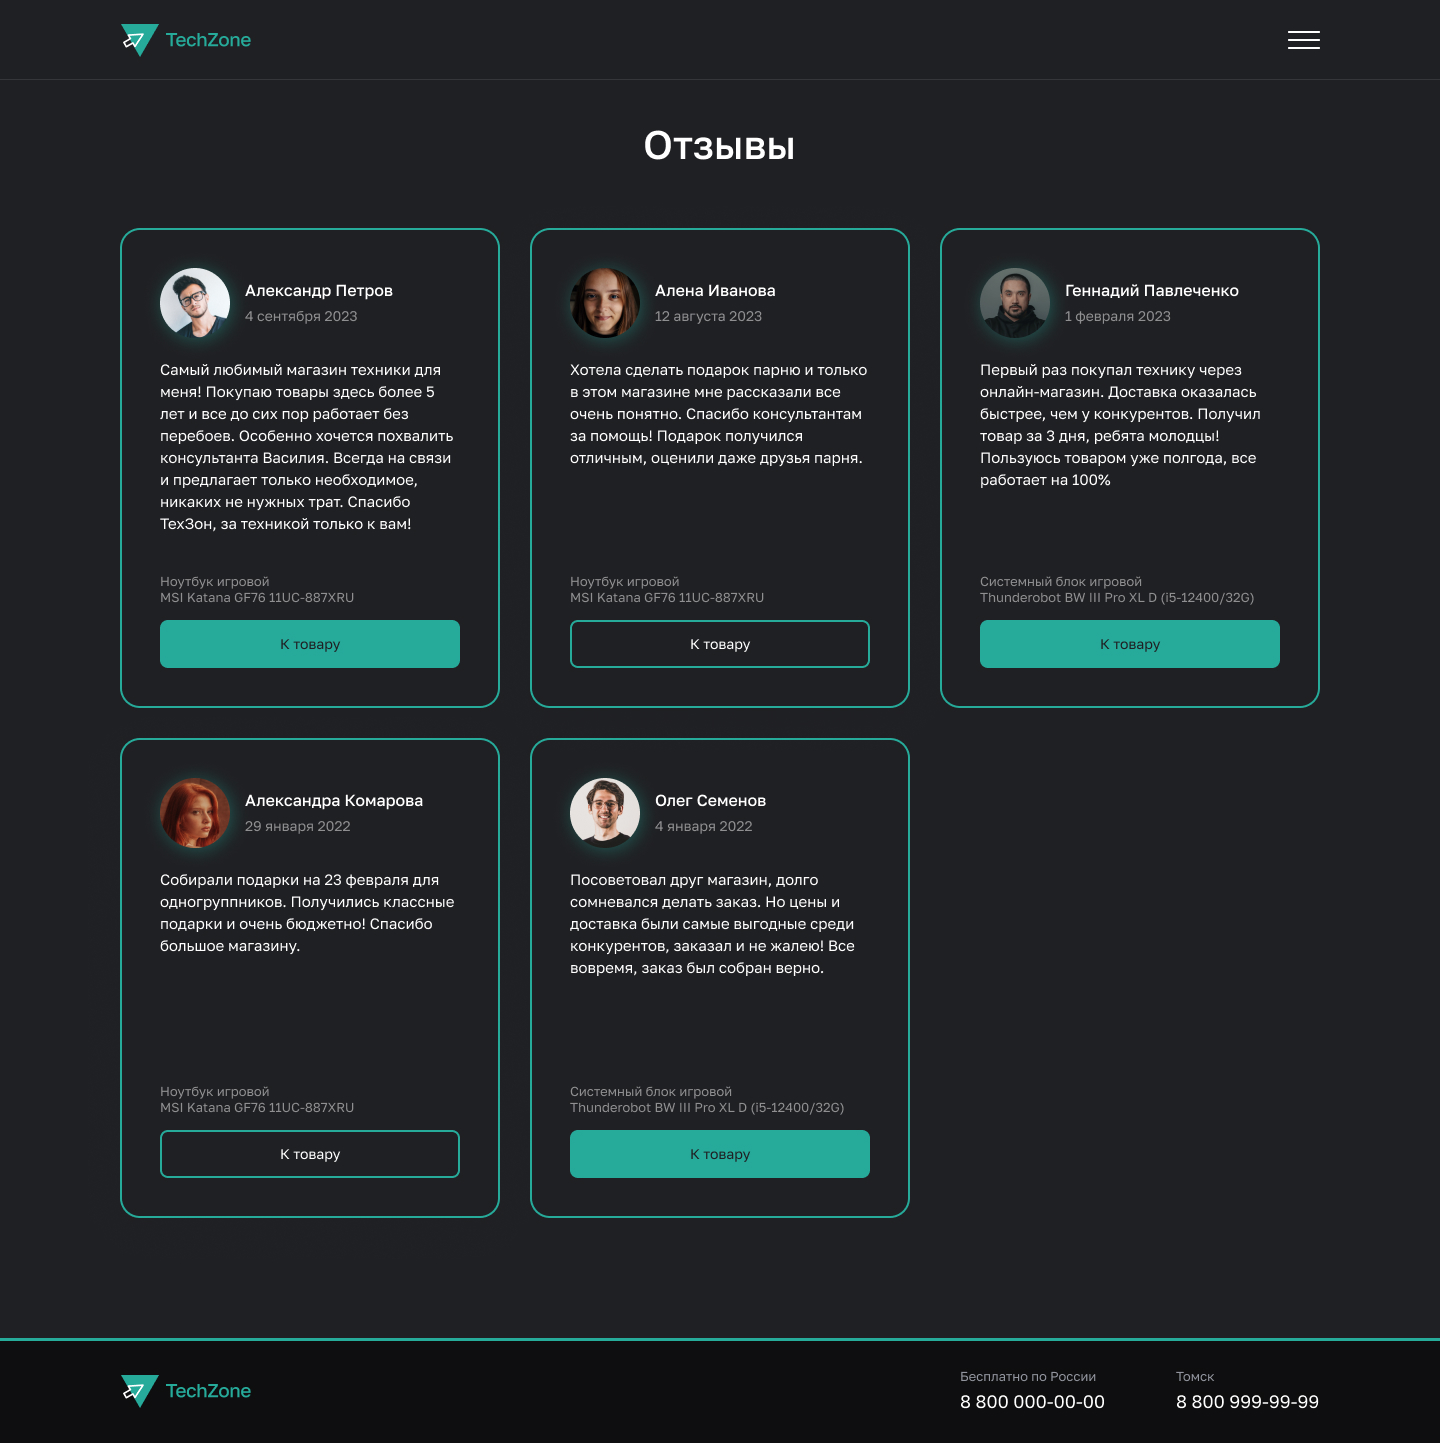 TechZone
Отзывы
Александр Петров
4 сентября 2023
Самый любимый магазин техники для
меня! Покупаю товары здесь более 5
лет и все до сих пор работает без
перебоев. Особенно хочется похвалить
консультанта Василия. Всегда на связи
и предлагает только необходимое,
никаких не нужных трат. Спасибо
ТехЗон, за техникой только к вам!
Ноутбук игровой
MSI Katana GF76 11UC-887XRU
К товару
Алена Иванова
12 августа 2023
Хотела сделать подарок парню и только
в этом магазине мне рассказали все
очень понятно. Спасибо консультантам
за помощь! Подарок получился
отличным, оценили даже друзья парня.
Ноутбук игровой
MSI Katana GF76 11UC-887XRU
К товару
Геннадий Павлеченко
1 февраля 2023
Первый раз покупал технику через
онлайн-магазин. Доставка оказалась
быстрее, чем у конкурентов. Получил
товар за 3 дня, ребята молодцы!
Пользуюсь товаром уже полгода, все
работает на 100%
Системный блок игровой
Thunderobot BW III Pro XL D (i5-12400/32G)
К товару
Александра Комарова
29 января 2022
Собирали подарки на 23 февраля для
одногруппников. Получились классные
подарки и очень бюджетно! Спасибо
большое магазину.
Ноутбук игровой
MSI Katana GF76 11UC-887XRU
К товару
Олег Семенов
4 января 2022
Посоветовал друг магазин, долго
сомневался делать заказ. Но цены и
доставка были самые выгодные среди
конкурентов, заказал и не жалею! Все
вовремя, заказ был собран верно.
Системный блок игровой
Thunderobot BW III Pro XL D (i5-12400/32G)
К товару
TechZone
Бесплатно по России
8 800 000-00-00
Томск
8 800 999-99-99